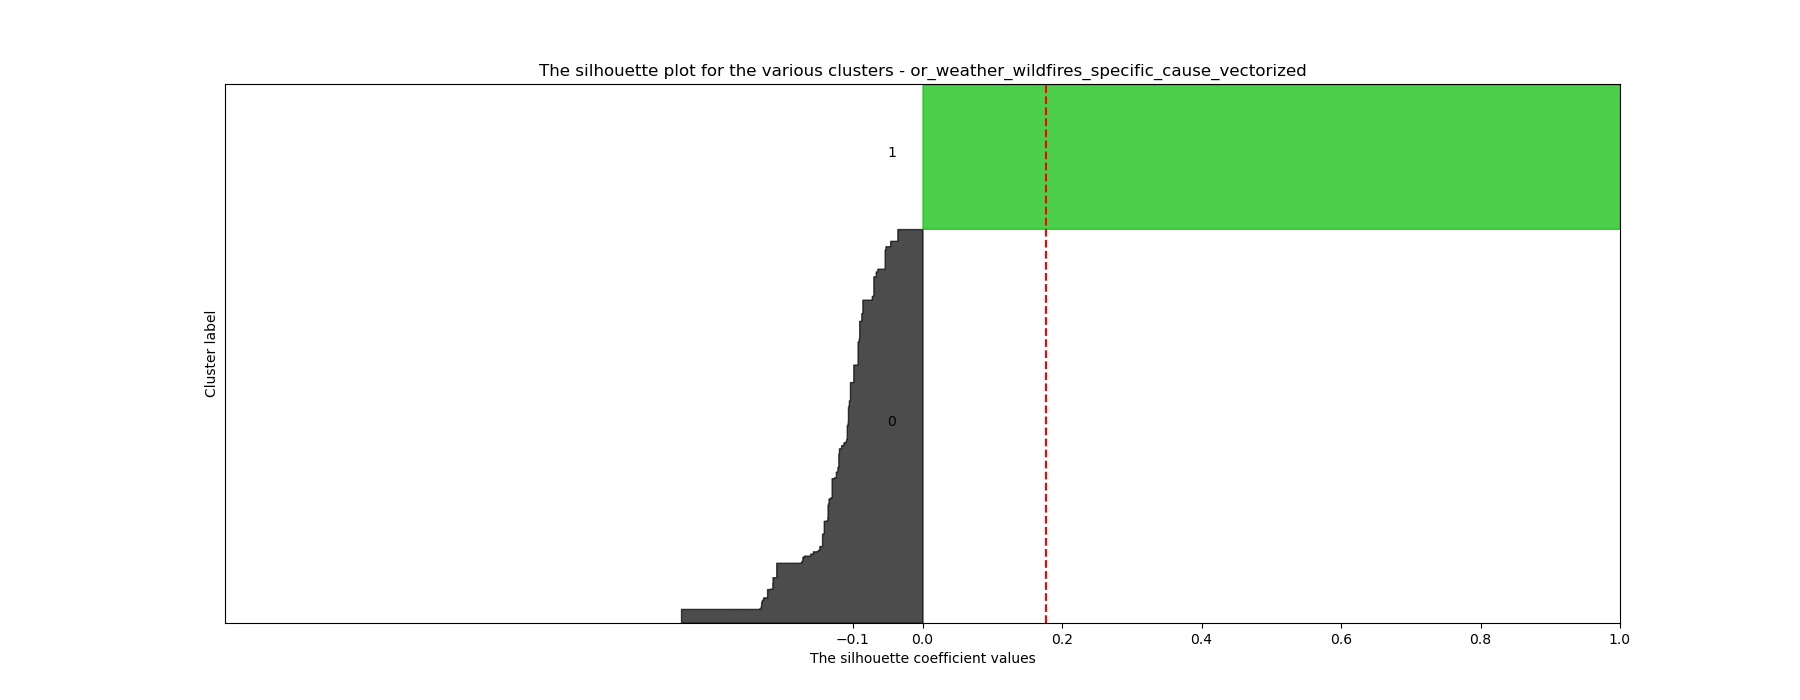 The silhouette plot for the various clusters - or_weather_wildfires_specific_cause_vectorized
1
0
Cluster label
−0.1 0.0 0.2 0.4 0.6 0.8 1.0
The silhouette coefficient values